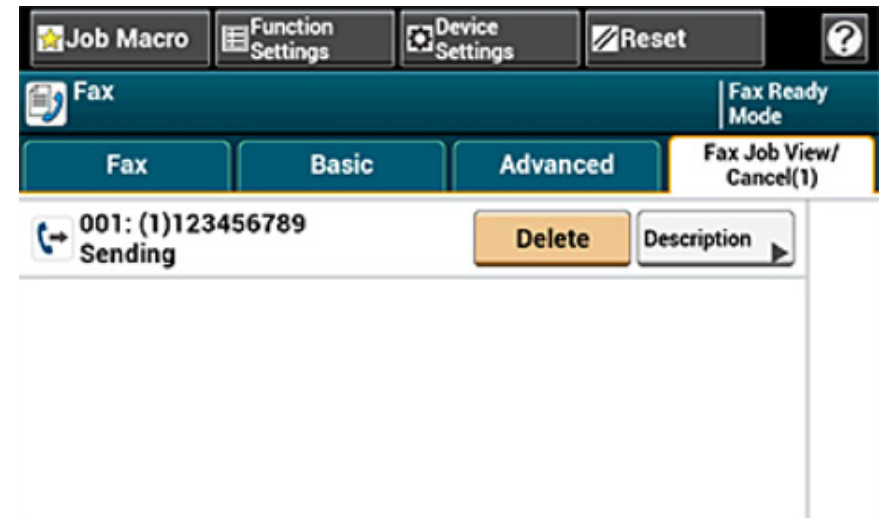 Job Macro
Function
Settings
Device
Settings
Reset
?
Fax
Fax Ready
Mode
Fax
Basic
Advanced
Fax Job View/
Cancel(1)
001: (1)123456789
Sending
Delete
Description